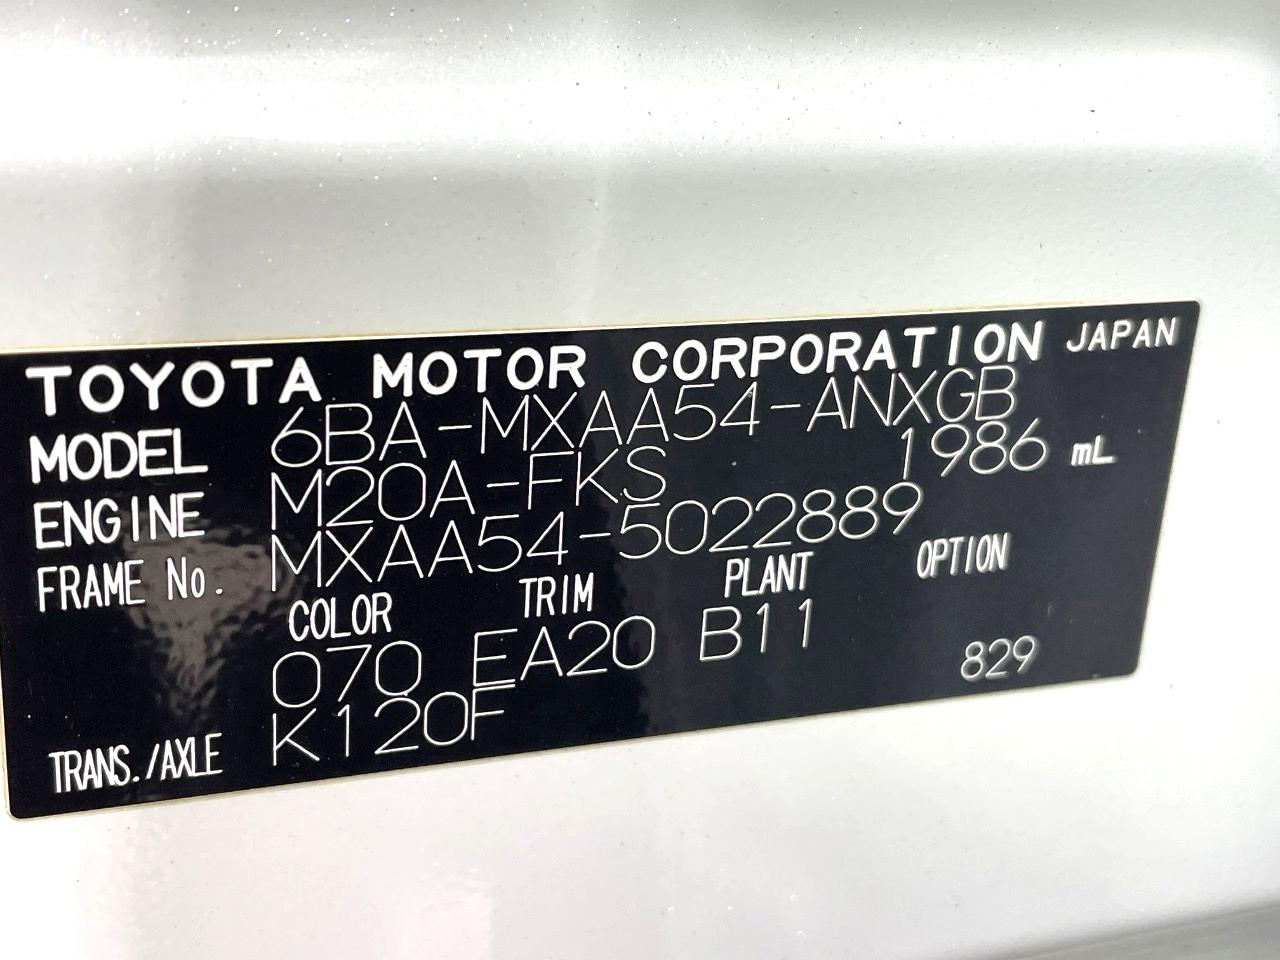 TOYOTA MOTOR CORPORATION JAPAN
MODEL 6BA-MXAA54-ANXGB
ENGINE M20A-FKS 1986 mL
FRAME No. MXAA54-5022889
COLOR TRIM PLANT OPTION
070 EA20 B11 829
TRANS./AXLE K120F